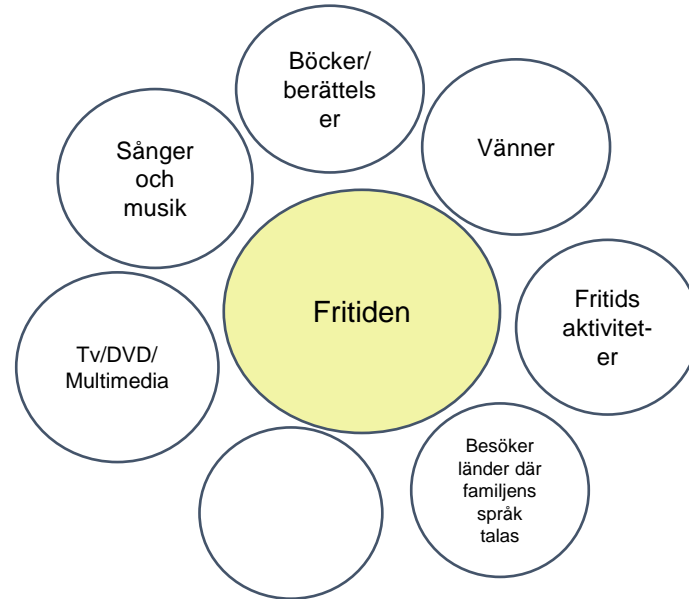 Böcker/
berättels
er
Vänner
Sånger
och
musik
Fritiden
Fritids
aktivitet-
er
Tv/DVD/
Multimedia
Besöker
länder där
familjens
språk
talas